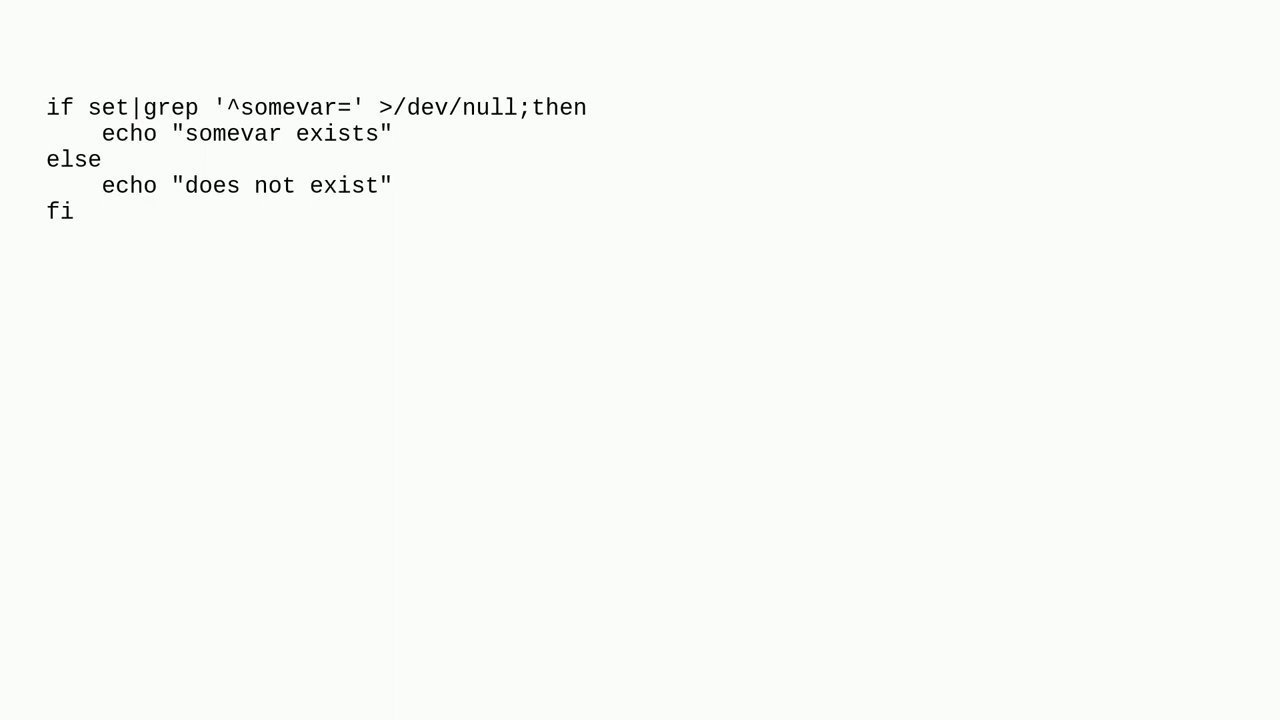 if set|grep '^somevar=' >/dev/null;then
    echo "somevar exists"
else
    echo "does not exist"
fi